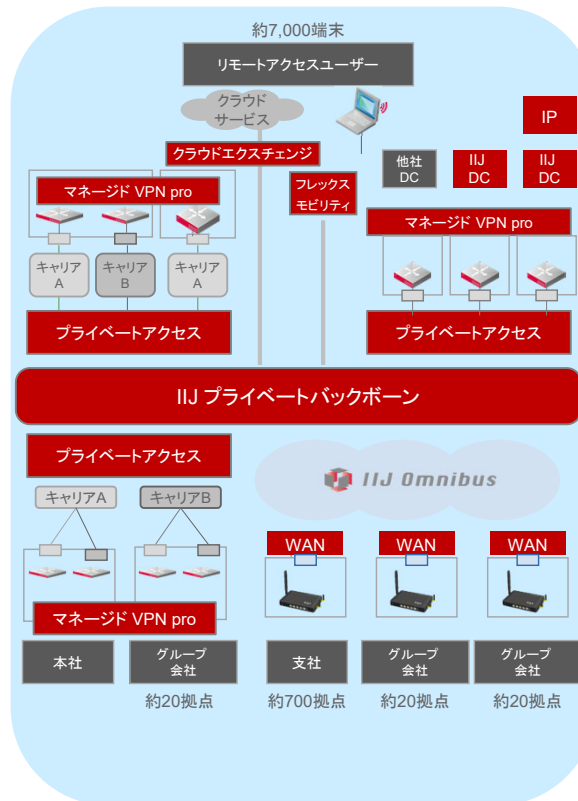 約7,000端末
リモートアクセスユーザー
クラウド
サービス
クラウドエクスチェンジ
フレックス
モビリティ
IP
他社
DC
IIJ
DC
IIJ
DC
マネージド VPN pro
マネージド VPN pro
キャリア
A
キャリア
B
キャリア
A
プライベートアクセス
プライベートアクセス
IIJ プライベートバックボーン
プライベートアクセス
IIJ Omnibus
キャリアA
キャリアB
WAN
WAN
WAN
マネージド VPN pro
本社
グループ
会社
支社
グループ
会社
グループ
会社
約20拠点
約700拠点
約20拠点
約20拠点